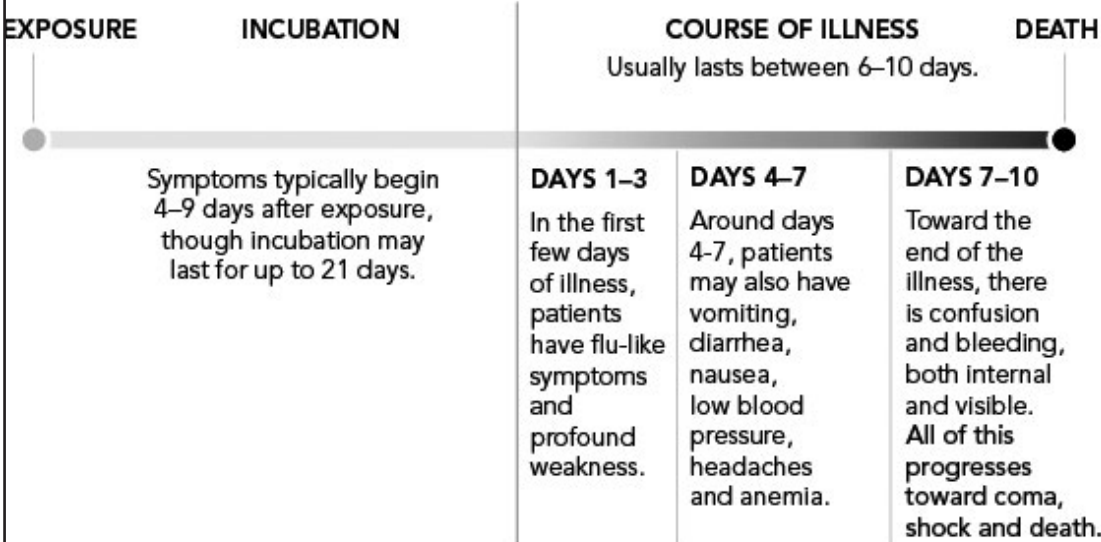 EXPOSURE
INCUBATION
COURSE OF ILLNESS
DEATH
Usually lasts between 6–10 days.
Symptoms typically begin
4–9 days after exposure,
though incubation may
last for up to 21 days.
DAYS 1–3
In the first
few days
of illness,
patients
have flu-like
symptoms
and
profound
weakness.
DAYS 4–7
Around days
4-7, patients
may also have
vomiting,
diarrhea,
nausea,
low blood
pressure,
headaches
and anemia.
DAYS 7–10
Toward the
end of the
illness, there
is confusion
and bleeding,
both internal
and visible.
All of this
progresses
toward coma,
shock and death.